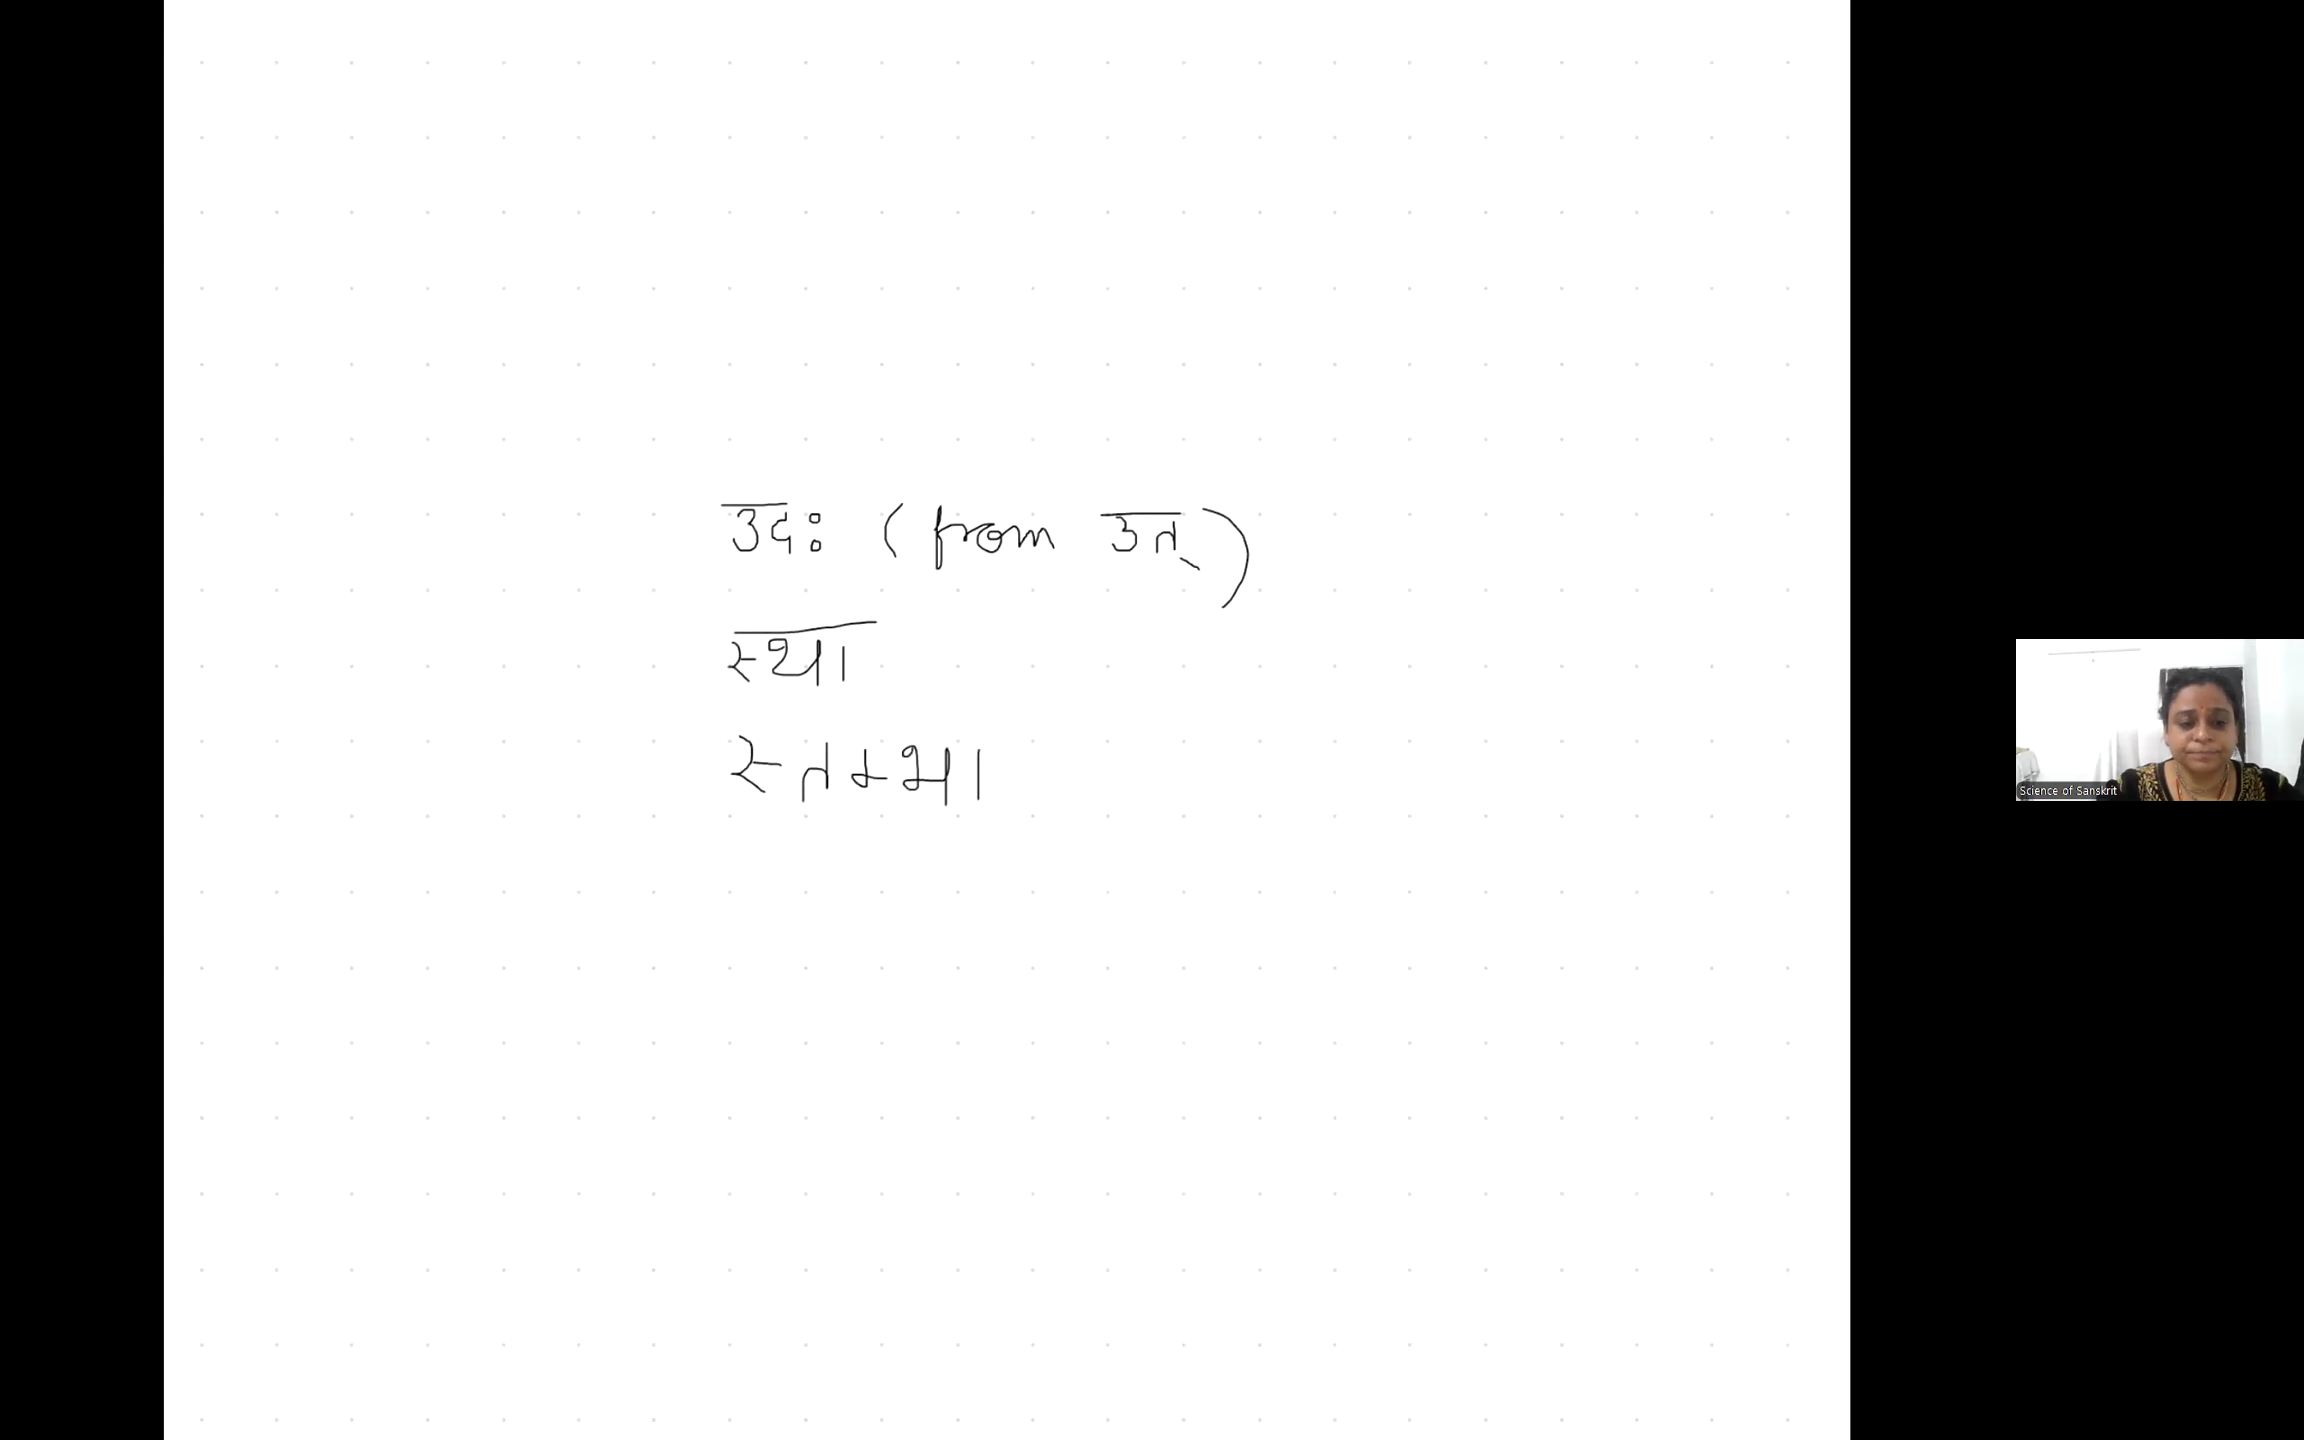 उदः (from उत्)
स्था
स्तम्भा
Science of Sanskrit